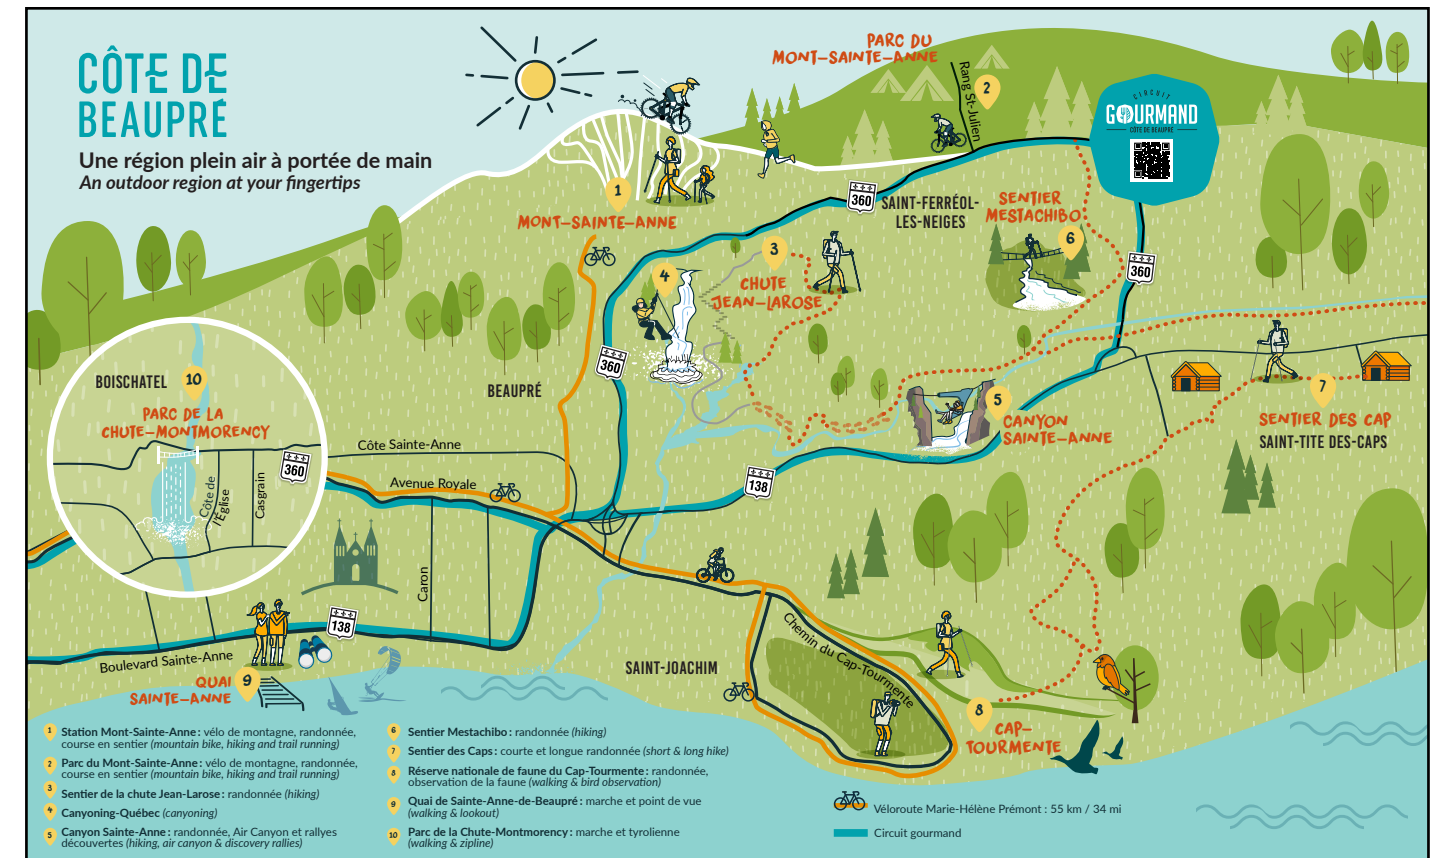 CÔTE DE
BEAUPRÉ
Une région plein air à portée de main
An outdoor region at your fingertips
PARC DU
MONT-SAINTE-ANNE
Rang St-Julien
2
CIRCUIT
GOURMAND
CÔTE DE BEAUPRÉ
1
MONT-SAINTE-ANNE
360
SAINT-FERRÉOL-
LES-NEIGES
SENTIER
MESTACHIBO
6
3
CHUTE
JEAN-LAROSE
4
360
360
BEAUPRÉ
BOISCHATEL
10
PARC DE LA
CHUTE-MONTMORENCY
360
Côte de
l'Église
Casgrain
Côte Sainte-Anne
Avenue Royale
5
CANYON
SAINTE-ANNE
7
SENTIER DES CAP
SAINT-TITE DES-CAPS
138
Caron
138
Boulevard Sainte-Anne
QUAI
SAINTE-ANNE
9
SAINT-JOACHIM
Chemin du Cap-Tourmente
8
CAP-
TOURMENTE
1 Station Mont-Sainte-Anne : vélo de montagne, randonnée,
course en sentier (mountain bike, hiking and trail running)
2 Parc du Mont-Sainte-Anne : vélo de montagne, randonnée,
course en sentier (mountain bike, hiking and trail running)
3 Sentier de la chute Jean-Larose : randonnée (hiking)
4 Canyoning-Québec (canyoning)
5 Canyon Sainte-Anne : randonnée, Air Canyon et rallyes
découvertes (hiking, air canyon & discovery rallies)
6 Sentier Mestachibo : randonnée (hiking)
7 Sentier des Caps : courte et longue randonnée (short & long hike)
8 Réserve nationale de faune du Cap-Tourmente : randonnée,
observation de la faune (walking & bird observation)
9 Quai de Sainte-Anne-de-Beaupré : marche et point de vue
(walking & lookout)
10 Parc de la Chute-Montmorency : marche et tyrolienne
(walking & zipline)
Véloroute Marie-Hélène Prémont : 55 km / 34 mi
Circuit gourmand